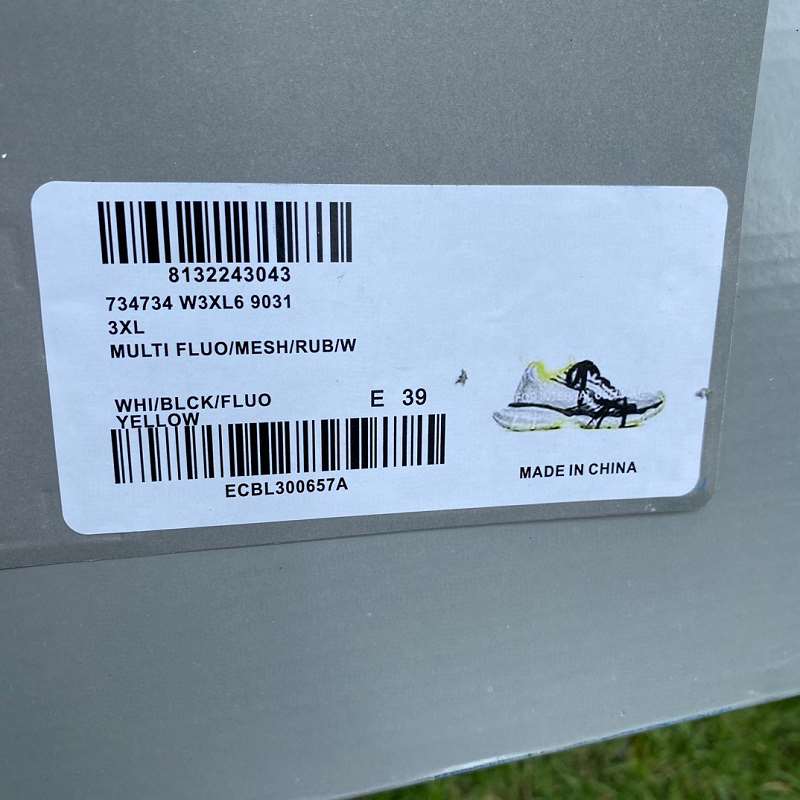 8132243043
734734 W3XL6 9031
3XL
MULTI FLUO/MESH/RUB/W
WHI/BLCK/FLUO E 39
YELLOW
ECBL300657A
MADE IN CHINA